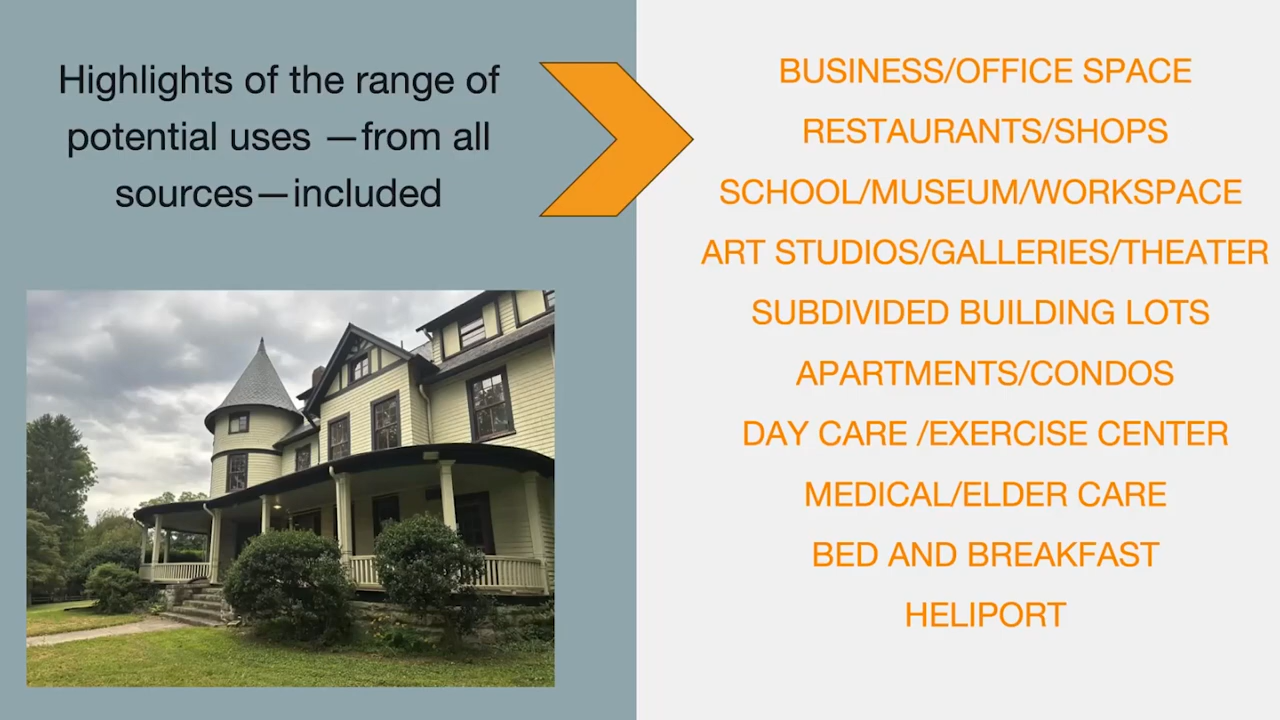 Highlights of the range of
potential uses —from all
sources—included
BUSINESS/OFFICE SPACE
RESTAURANTS/SHOPS
SCHOOL/MUSEUM/WORKSPACE
ART STUDIOS/GALLERIES/THEATER
SUBDIVIDED BUILDING LOTS
APARTMENTS/CONDOS
DAY CARE /EXERCISE CENTER
MEDICAL/ELDER CARE
BED AND BREAKFAST
HELIPORT